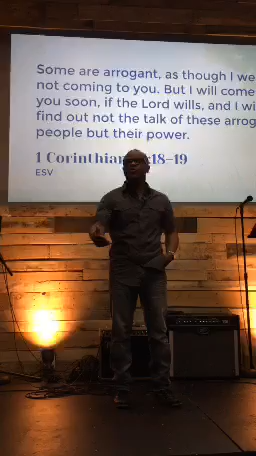 Some are arrogant, as though I we
not coming to you. But I will come
you soon, if the Lord wills, and I wi
find out not the talk of these arrog
people but their power.
1 Corinthian :18–19
ESV